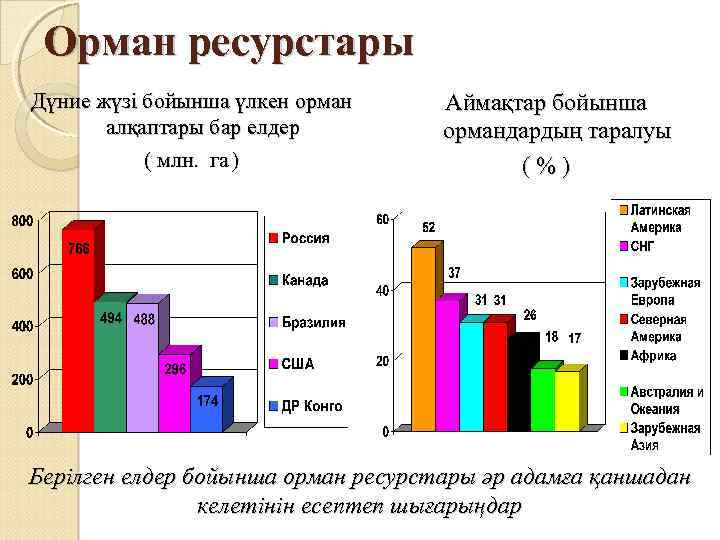 Орман ресурстары
Дүние жүзі бойынша үлкен орман
алқаптары бар елдер
( млн. га )
Аймақтар бойынша
ормандардың таралуы
( % )
800
600
400
200
0
766
494
488
296
174
Россия
Канада
Бразилия
США
ДР Конго
60
40
20
0
52
37
31
31
26
18
17
Латинская
Америка
СНГ
Зарубежная
Европа
Северная
Америка
Африка
Австралия и
Океания
Зарубежная
Азия
Берілген елдер бойынша орман ресурстары әр адамға қаншадан
келетінін есептеп шығарыңдар